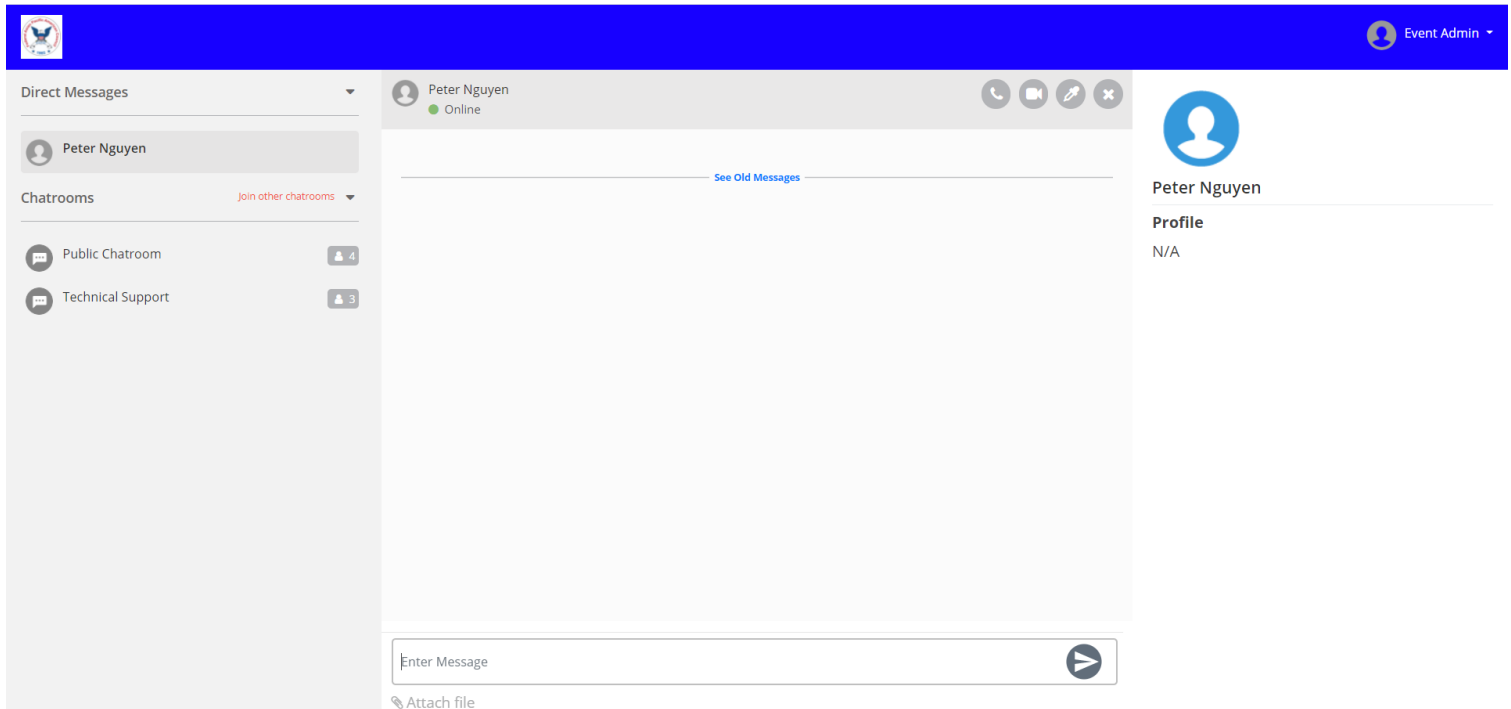 Event Admin
Direct Messages
Peter Nguyen
Chatrooms
Join other chatrooms
Public Chatroom
4
Technical Support
3
Peter Nguyen
Online
See Old Messages
Enter Message
Attach file
Peter Nguyen
Profile
N/A